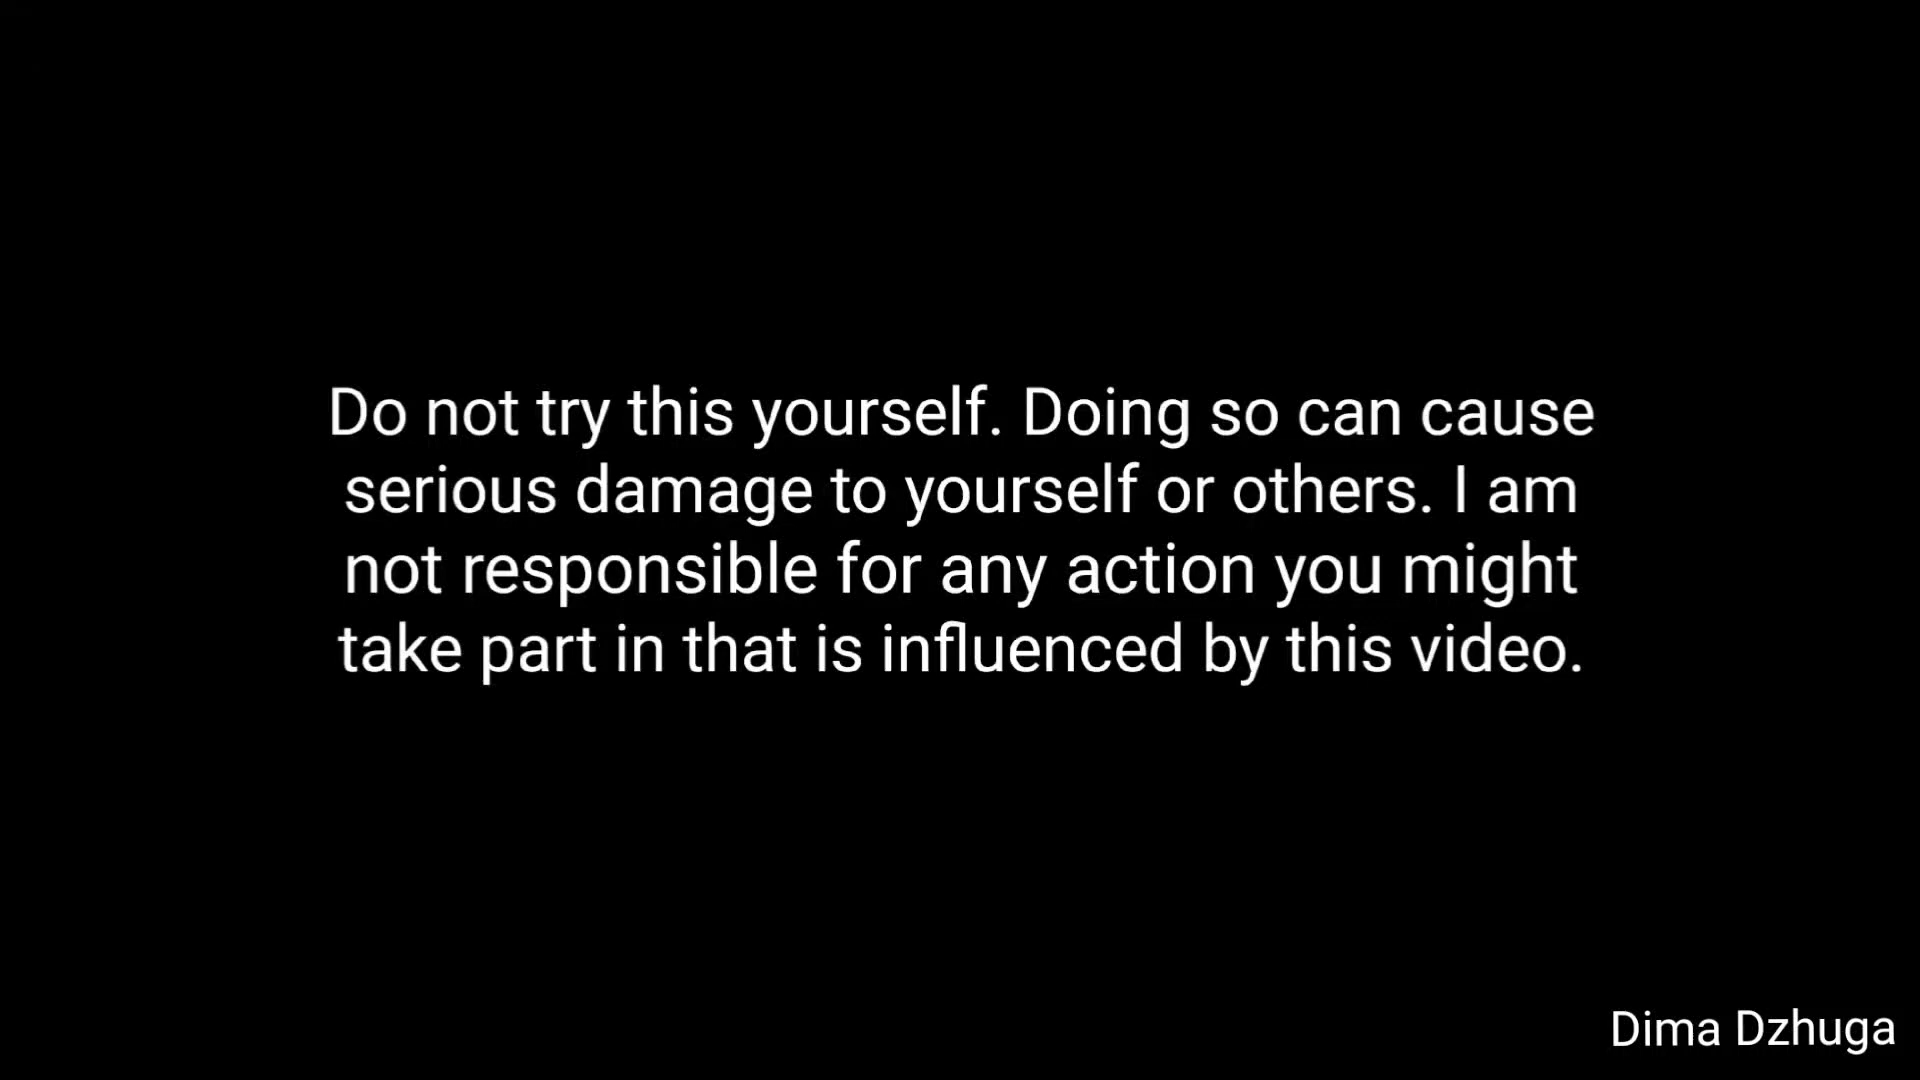 Do not try this yourself. Doing so can cause
serious damage to yourself or others. I am
not responsible for any action you might
take part in that is influenced by this video.
Dima Dzhuga